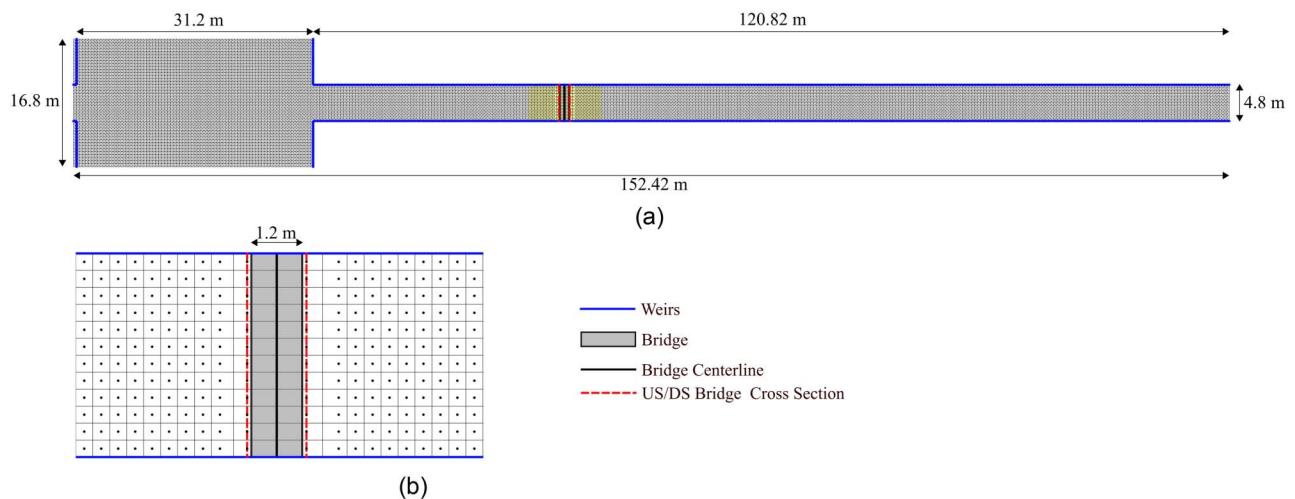 31.2 m
120.82 m
16.8 m
4.8 m
152.42 m
(a)
1.2 m
Weirs
Bridge
Bridge Centerline
US/DS Bridge Cross Section
(b)